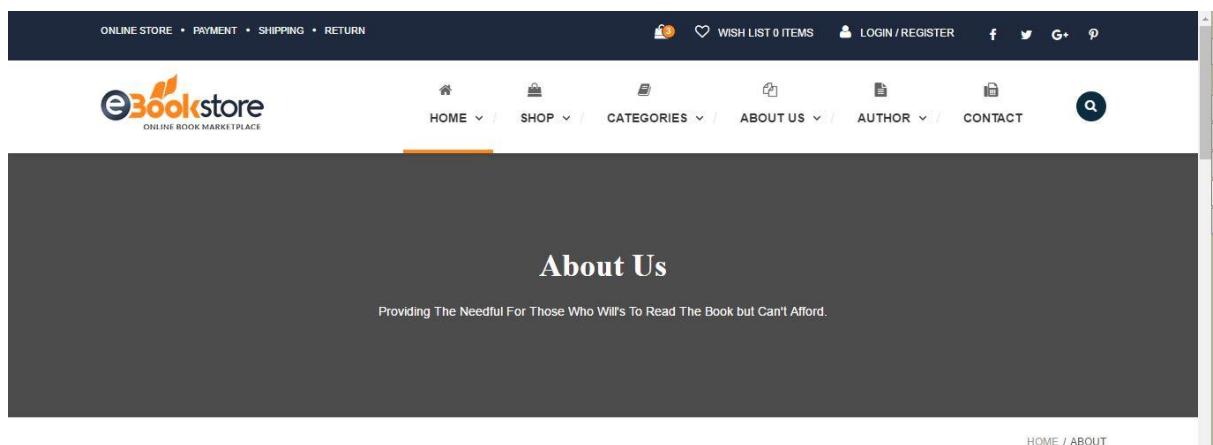 ONLINE STORE • PAYMENT • SHIPPING • RETURN
3 WISH LIST 0 ITEMS LOGIN / REGISTER
eBookstore
ONLINE BOOK MARKETPLACE
HOME / SHOP / CATEGORIES / ABOUT US / AUTHOR / CONTACT
About Us
Providing The Needful For Those Who Will's To Read The Book but Can't Afford.
HOME / ABOUT